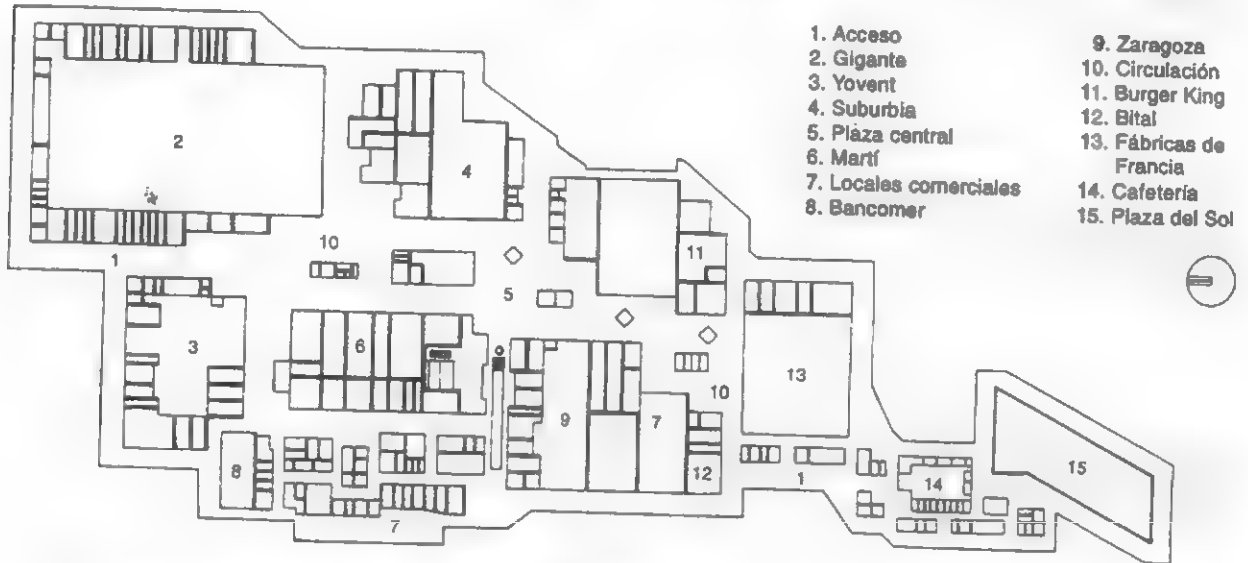 1. Acceso
2. Gigante
3. Yovent
4. Suburbia
5. Plaza central
6. Martí
7. Locales comerciales
8. Bancomer
9. Zaragoza
10. Circulación
11. Burger King
12. Bital
13. Fábricas de
Francia
14. Cafetería
15. Plaza del Sol
2
4
10
11
1
5
3
6
13
10
9
7
8
12
1
14
15
7